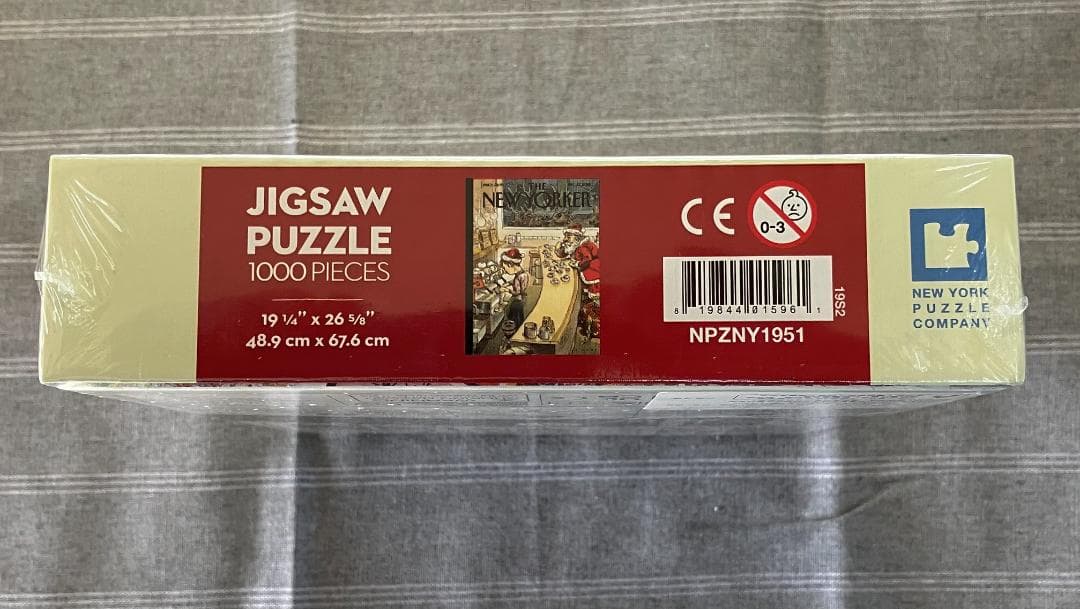 JIGSAW
PUZZLE
1000 PIECES
19 ¼” x 26 ⅝”
48.9 cm x 67.6 cm
THE
NEW YORKER
CE
0-3
8 19844 01596 1
19S2
NPZNY1951
NEW YORK
PUZZLE
COMPANY